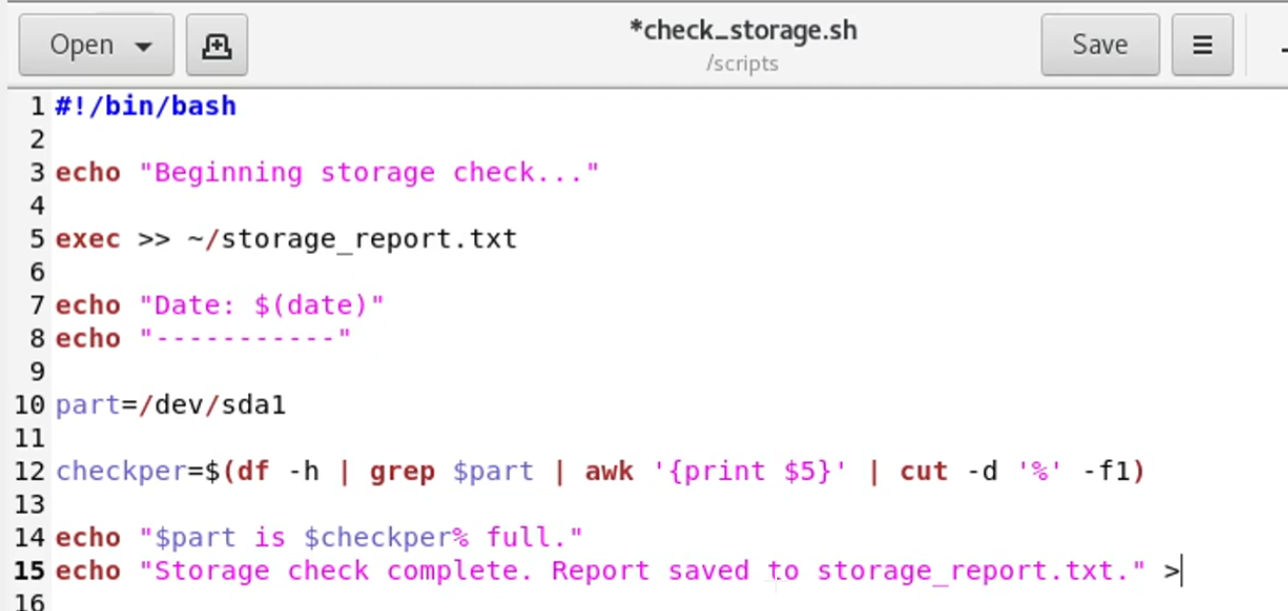 Open
*check_storage.sh
/scripts
Save
1 #!/bin/bash
2
3 echo "Beginning storage check..."
4
5 exec >> ~/storage_report.txt
6
7 echo "Date: $(date)"
8 echo "-----------"
9
10 part=/dev/sda1
11
12 checkper=$(df -h | grep $part | awk '{print $5}' | cut -d '%' -f1)
13
14 echo "$part is $checkper% full."
15 echo "Storage check complete. Report saved to storage_report.txt." >
16